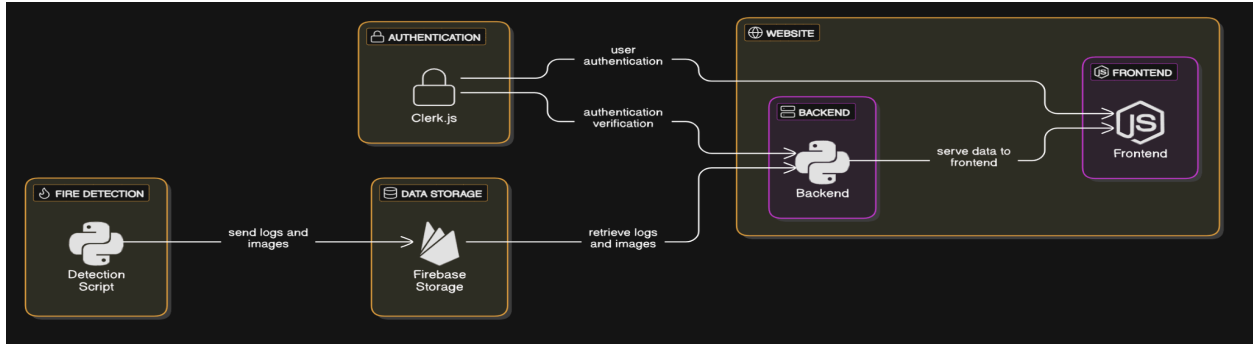 AUTHENTICATION
Clerk.js
user
authentication
authentication
verification
WEBSITE
FRONTEND
JS
Frontend
BACKEND
Backend
serve data to
frontend
FIRE DETECTION
Detection
Script
send logs and
images
DATA STORAGE
Firebase
Storage
retrieve logs
and images